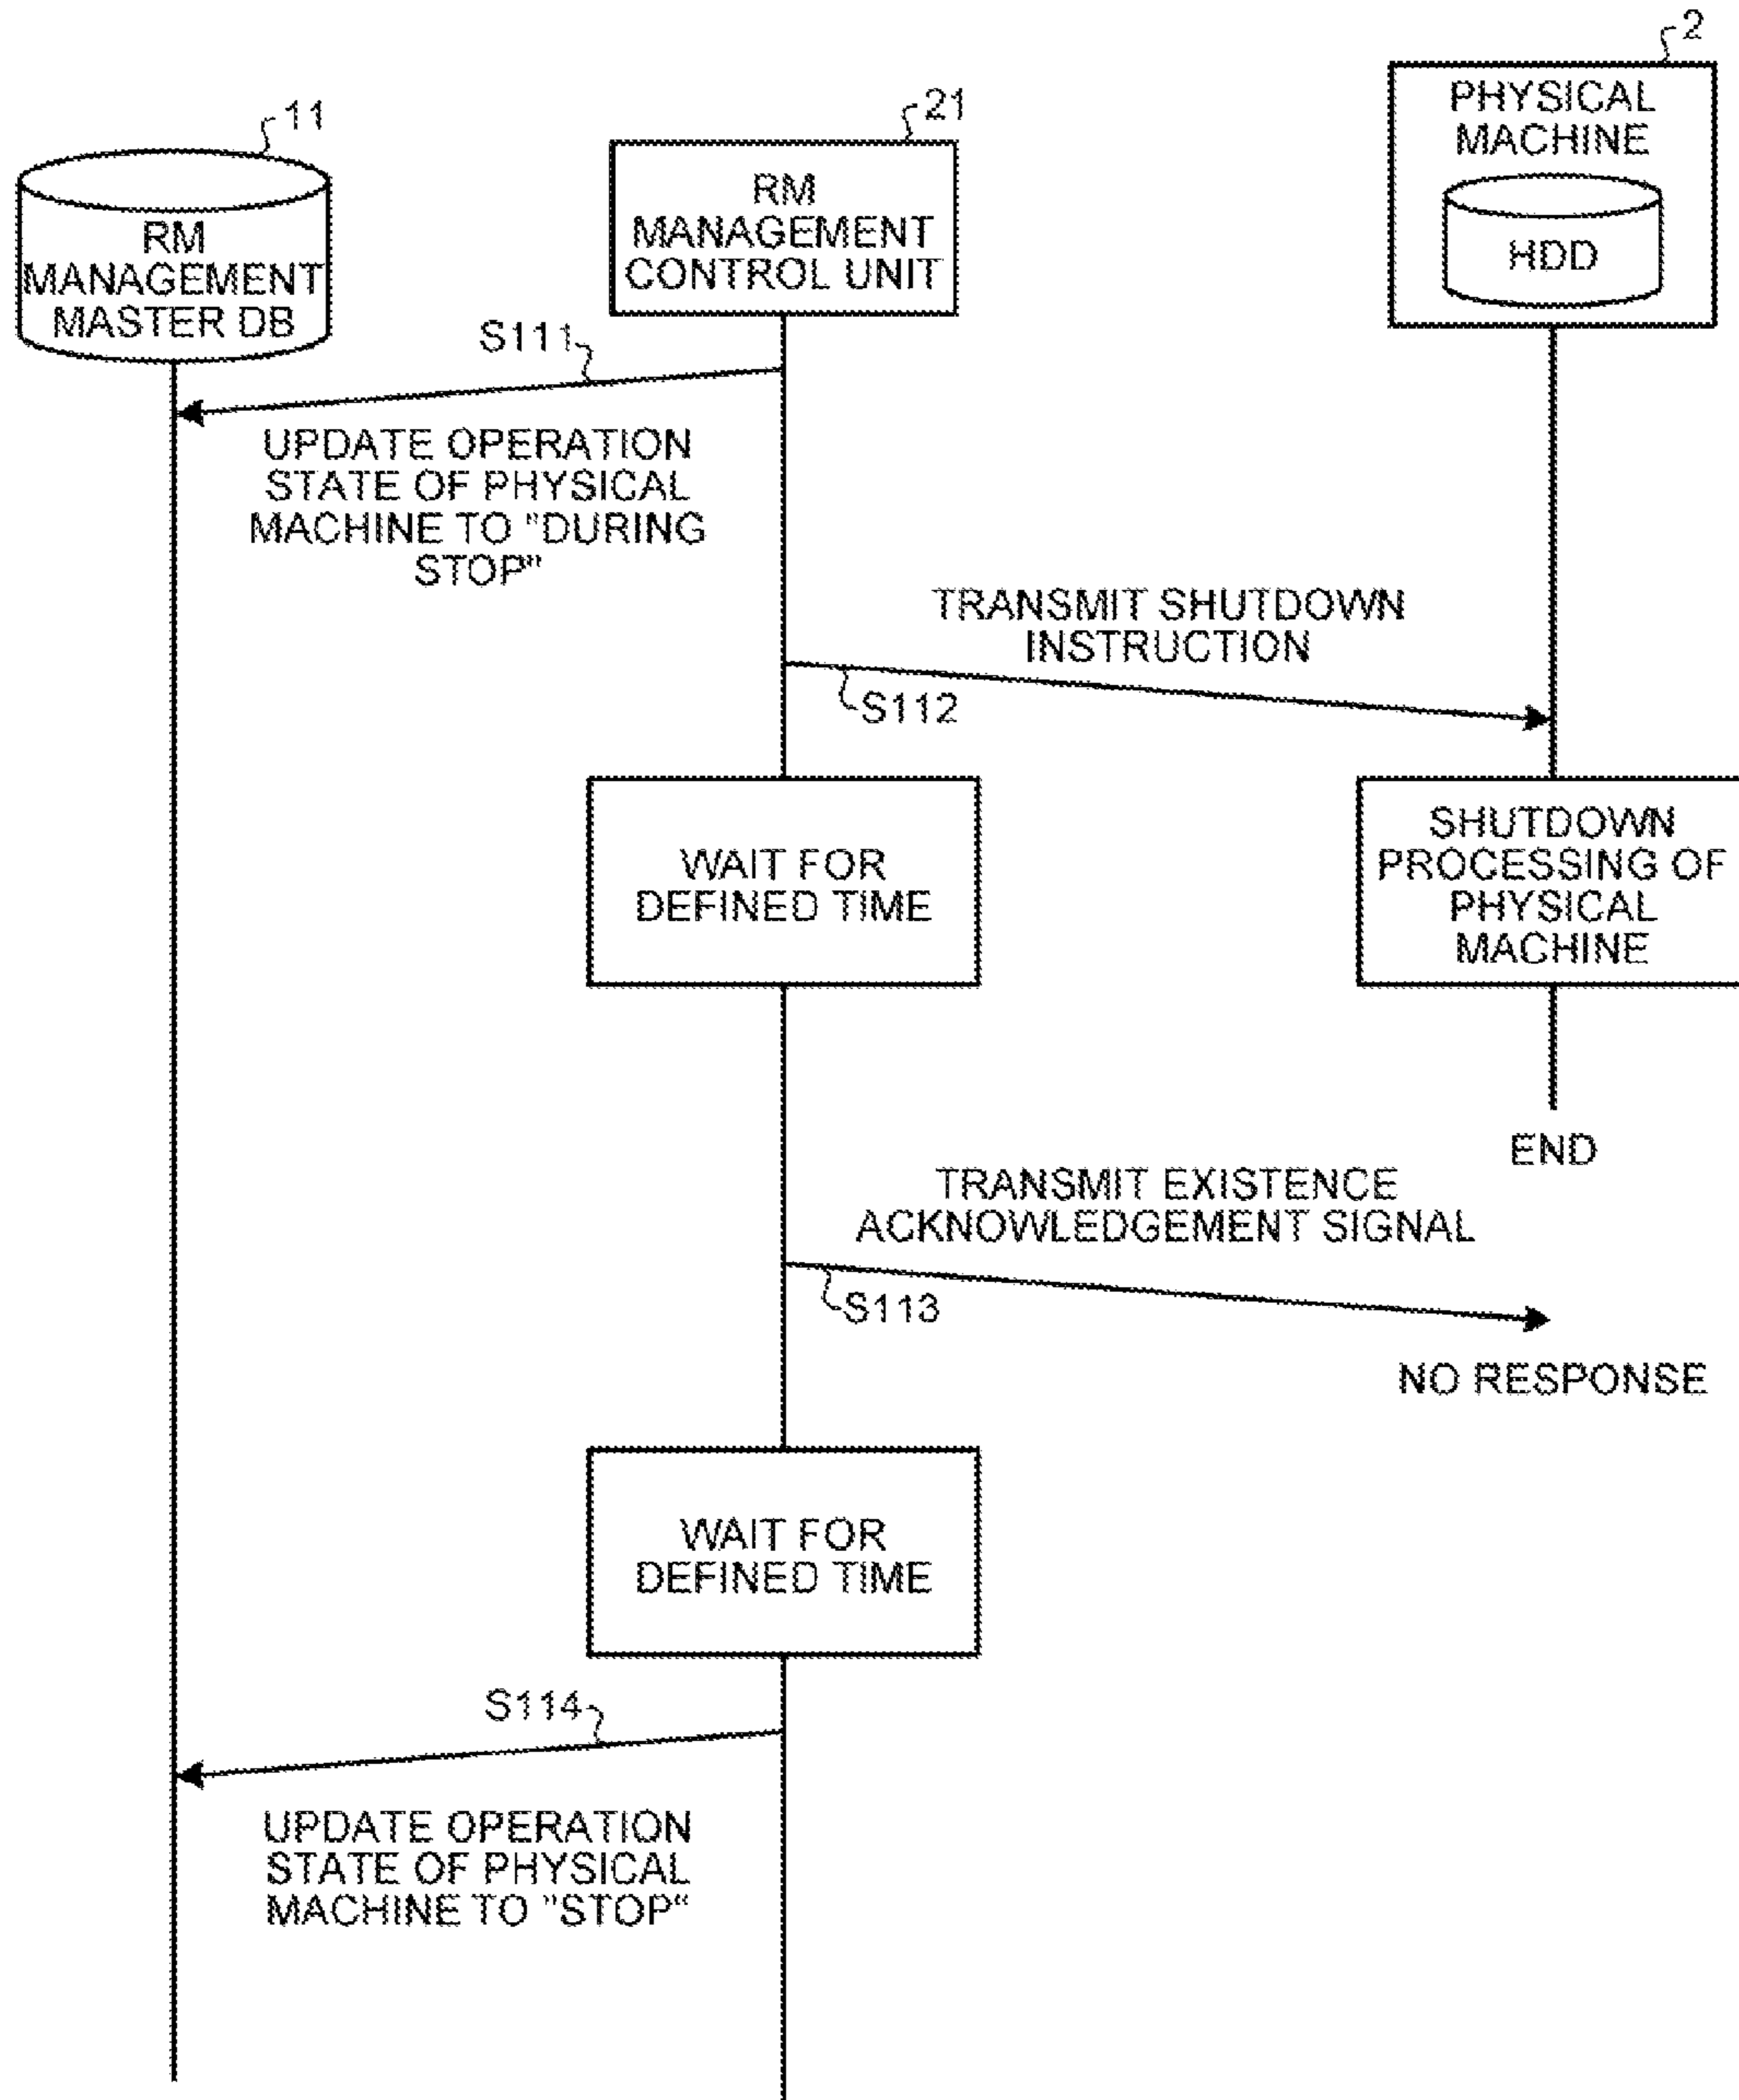 2
PHYSICAL
MACHINE
HDD
11
RM
MANAGEMENT
MASTER DB
21
RM
MANAGEMENT
CONTROL UNIT
S111
UPDATE OPERATION
STATE OF PHYSICAL
MACHINE TO "DURING
STOP"
TRANSMIT SHUTDOWN
INSTRUCTION
S112
WAIT FOR
DEFINED TIME
SHUTDOWN
PROCESSING OF
PHYSICAL
MACHINE
END
TRANSMIT EXISTENCE
ACKNOWLEDGEMENT SIGNAL
S113
NO RESPONSE
WAIT FOR
DEFINED TIME
S114
UPDATE OPERATION
STATE OF PHYSICAL
MACHINE TO "STOP"